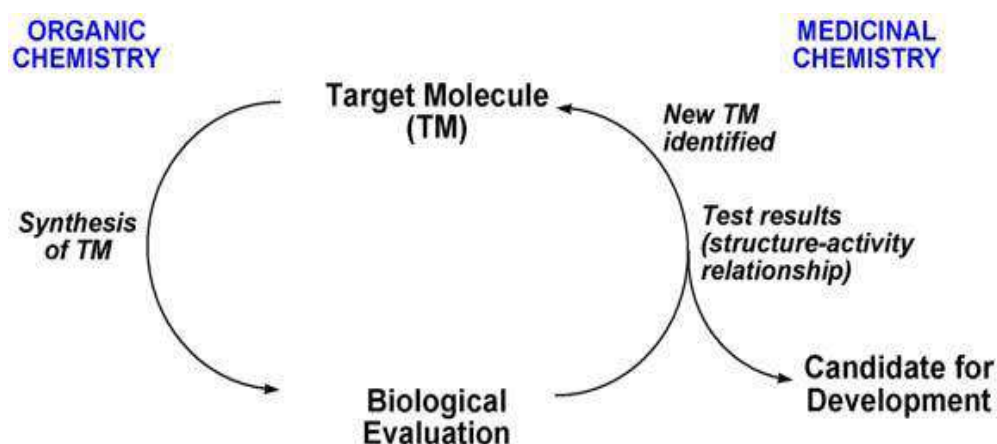 ORGANIC
CHEMISTRY
MEDICINAL
CHEMISTRY
Target Molecule
(TM)
New TM
identified
Synthesis
of TM
Test results
(structure-activity
relationship)
Candidate for
Development
Biological
Evaluation